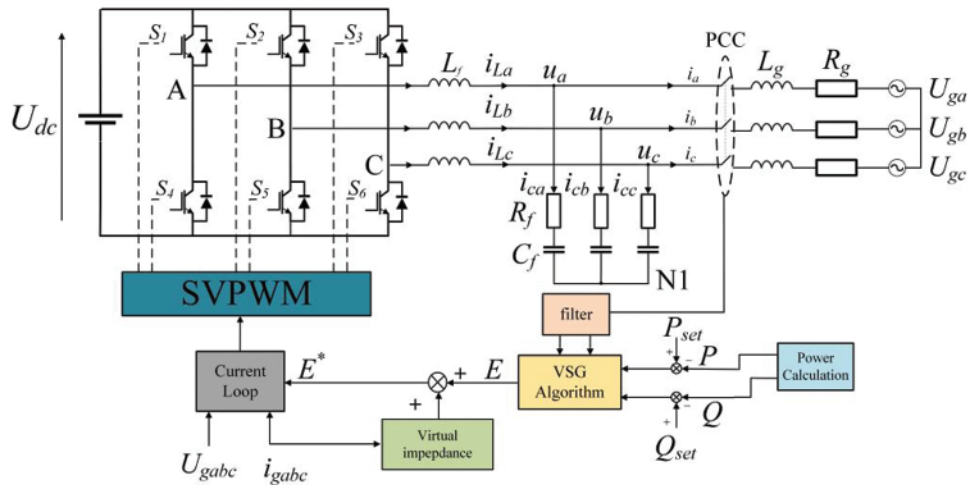 S1
S2
S3
PCC
Lf
iLa
ua
ia
Lg
Rg
Uga
A
Udc
B
iLb
ub
ib
Ugb
C
iLc
uc
ic
Ugc
S4
S5
S6
ica
icb
icc
Rf
Cf
N1
SVPWM
filter
Pset
Current
Loop
E*
+
E
VSG
Algorithm
+
−
P
Power
Calculation
+
Virtual
impepdance
−
+
Q
Qset
Ugabc
igabc